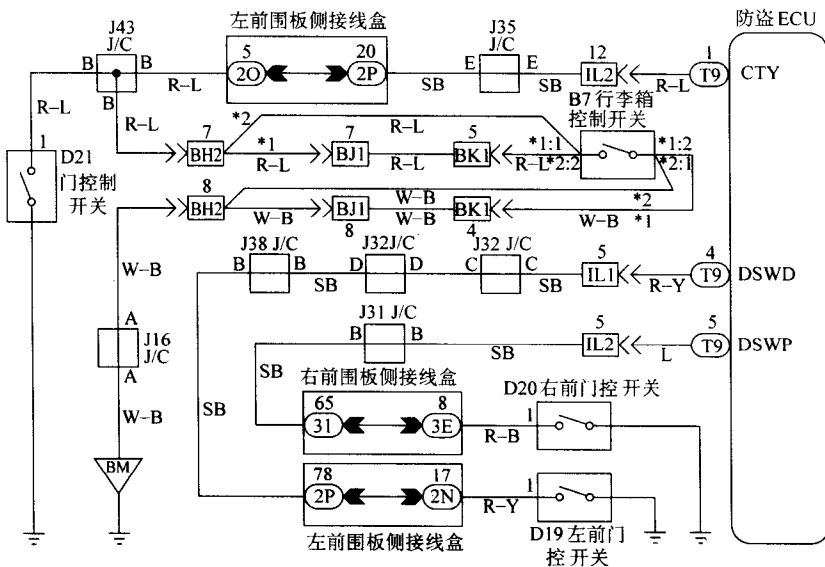 J43
J/C
左前围板侧接线盒
J35
J/C
防盗 ECU
B
B
5
2O
20
2P
E
E
12
IL2
1
T9
CTY
R–L
SB
SB
R–L
B
R–L
R–L
*2
R–L
B7 行李箱
控制开关
1
D21
门控制
开关
7
BH2
*1
R–L
7
BJ1
R–L
5
BK1
*1:1
R–L
*2:2
*1:2
*2:1
8
BH2
W–B
BJ1
8
W–B
W–B
BK1
4
*2
W–B
*1
W–B
J38 J/C
J32J/C
J32 J/C
B
B
D
D
C
C
5
IL1
4
T9
DSWD
SB
SB
R–Y
A
J16
J/C
A
J31 J/C
B
B
5
IL2
5
T9
DSWP
SB
L
SB
SB
W–B
右前围板侧接线盒
D20 右前门控 开关
65
31
8
3E
1
R–B
BM
78
2P
17
2N
1
R–Y
左前围板侧接线盒
D19 左前门
控 开关